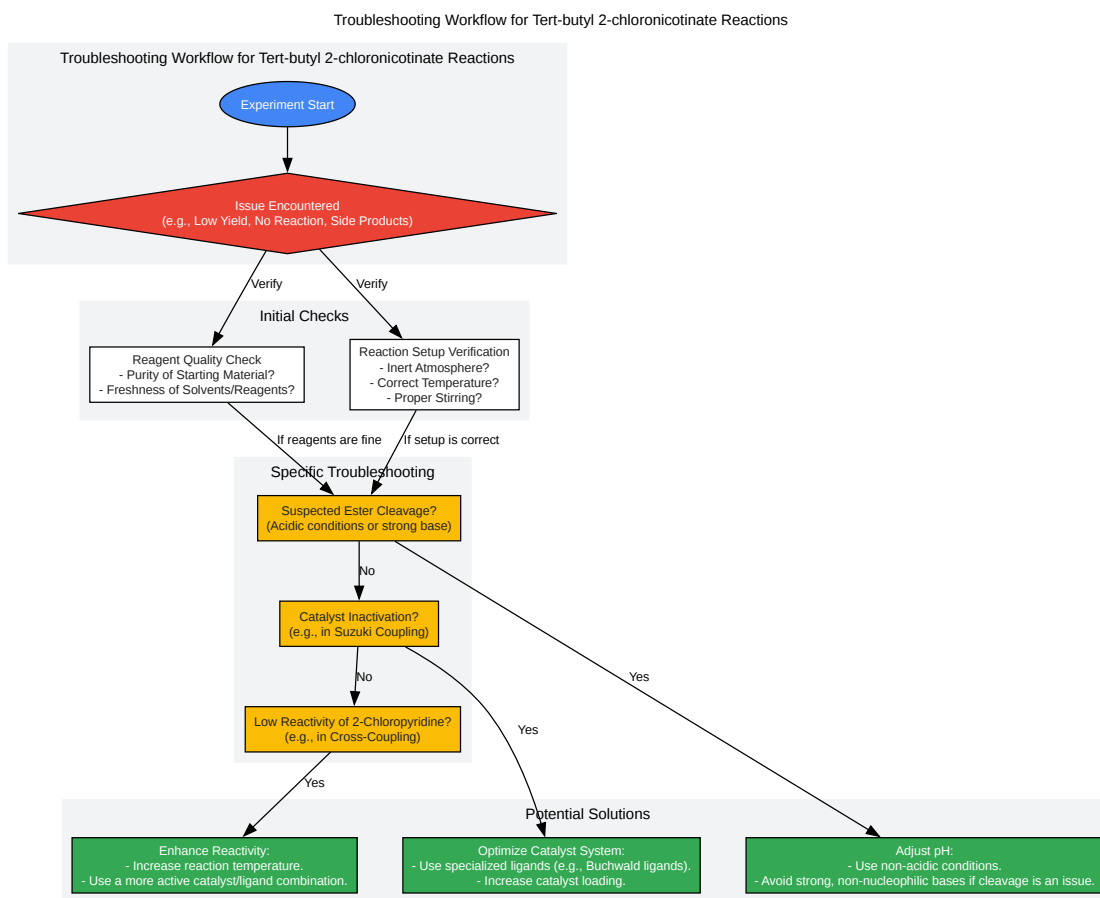 Troubleshooting Workflow for Tert-butyl 2-chloronicotinate Reactions
Troubleshooting Workflow for Tert-butyl 2-chloronicotinate Reactions
Experiment Start
Issue Encountered
(e.g., Low Yield, No Reaction, Side Products)
Verify
Verify
Initial Checks
Reagent Quality Check
- Purity of Starting Material?
- Freshness of Solvents/Reagents?
Reaction Setup Verification
- Inert Atmosphere?
- Correct Temperature?
- Proper Stirring?
If reagents are fine
If setup is correct
Specific Troubleshooting
Suspected Ester Cleavage?
(Acidic conditions or strong base)
No
Catalyst Inactivation?
(e.g., in Suzuki Coupling)
No
Yes
Low Reactivity of 2-Chloropyridine?
(e.g., in Cross-Coupling)
Yes
Yes
Potential Solutions
Enhance Reactivity:
- Increase reaction temperature.
- Use a more active catalyst/ligand combination.
Optimize Catalyst System:
- Use specialized ligands (e.g., Buchwald ligands).
- Increase catalyst loading.
Adjust pH:
- Use non-acidic conditions.
- Avoid strong, non-nucleophilic bases if cleavage is an issue.